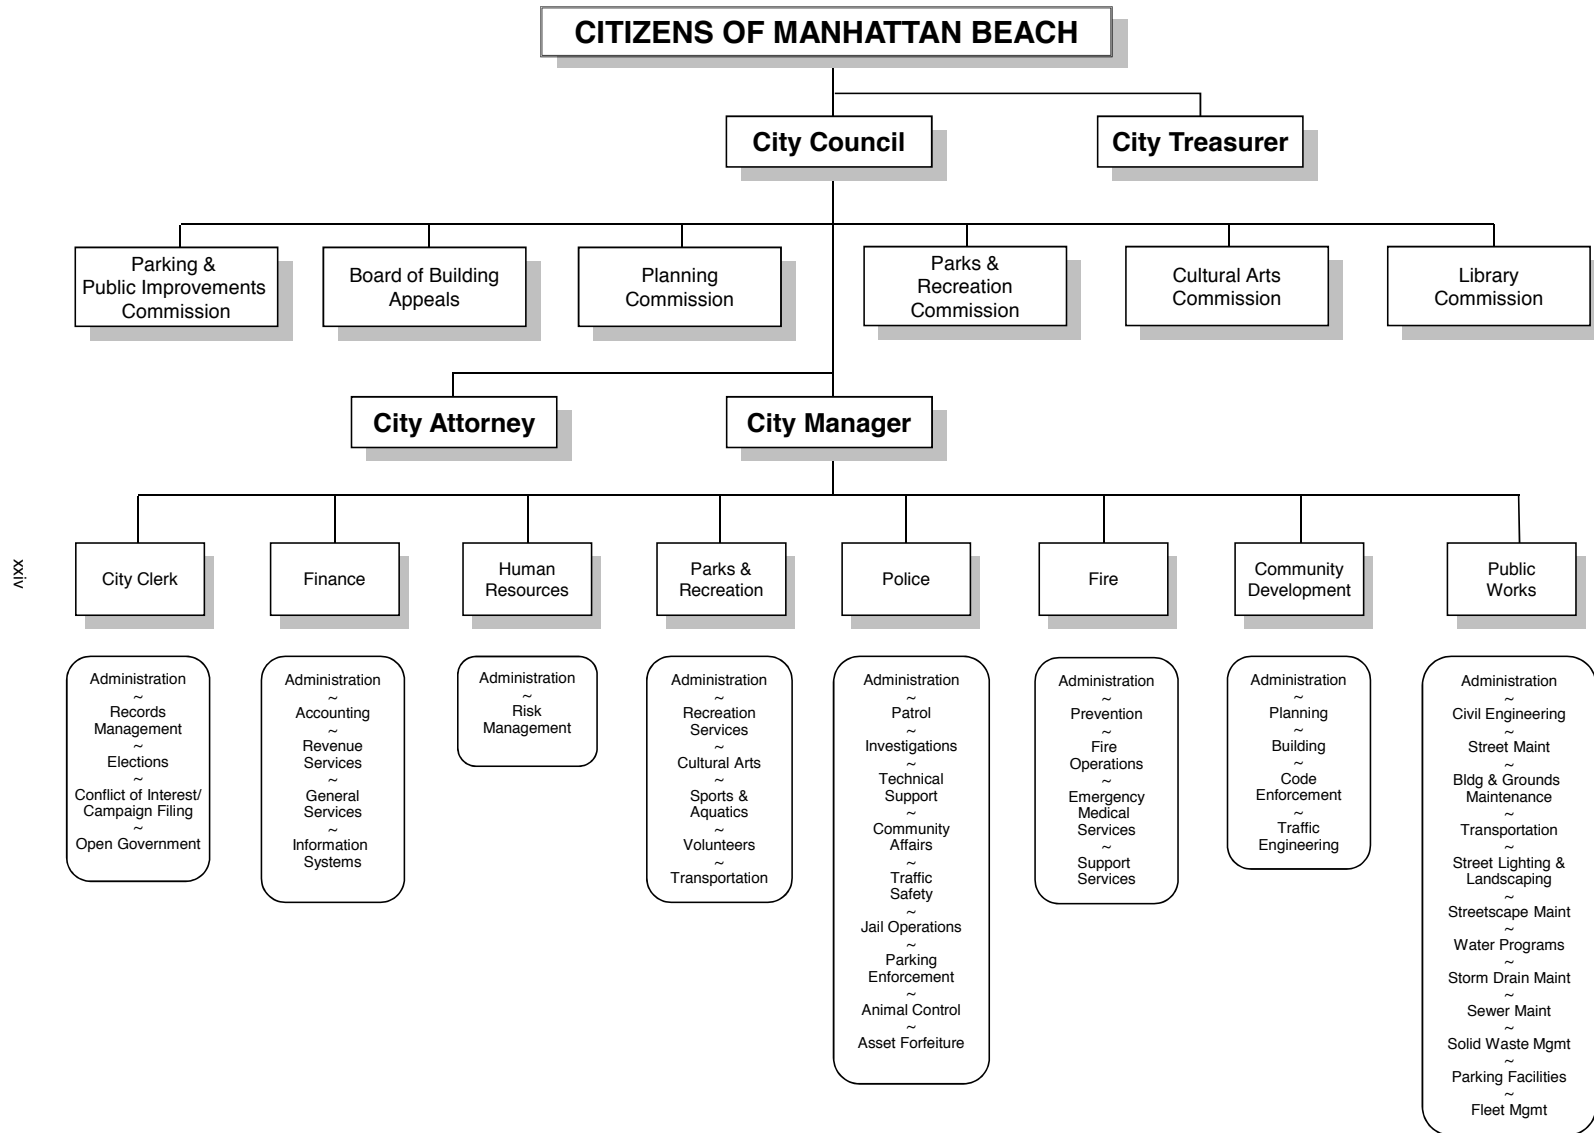 CITIZENS OF MANHATTAN BEACH
City Council
City Treasurer
Parking &
Public Improvements
Commission
Board of Building
Appeals
Planning
Commission
Parks &
Recreation
Commission
Cultural Arts
Commission
Library
Commission
City Attorney
City Manager
City Clerk
Finance
Human
Resources
Parks &
Recreation
Police
Fire
Community
Development
Public
Works
Administration
~
Records
Management
~
Elections
~
Conflict of Interest/
Campaign Filing
~
Open Government
Administration
~
Accounting
~
Revenue
Services
~
General
Services
~
Information
Systems
Administration
~
Risk
Management
Administration
~
Recreation
Services
~
Cultural Arts
~
Sports &
Aquatics
~
Volunteers
~
Transportation
Administration
~
Patrol
~
Investigations
~
Technical
Support
~
Community
Affairs
~
Traffic
Safety
~
Jail Operations
~
Parking
Enforcement
~
Animal Control
~
Asset Forfeiture
Administration
~
Prevention
~
Fire
Operations
~
Emergency
Medical
Services
~
Support
Services
Administration
~
Planning
~
Building
~
Code
Enforcement
~
Traffic
Engineering
Administration
~
Civil Engineering
~
Street Maint
~
Bldg & Grounds
Maintenance
~
Transportation
~
Street Lighting &
Landscaping
~
Streetscape Maint
~
Water Programs
~
Storm Drain Maint
~
Sewer Maint
~
Solid Waste Mgmt
~
Parking Facilities
~
Fleet Mgmt
xxiv